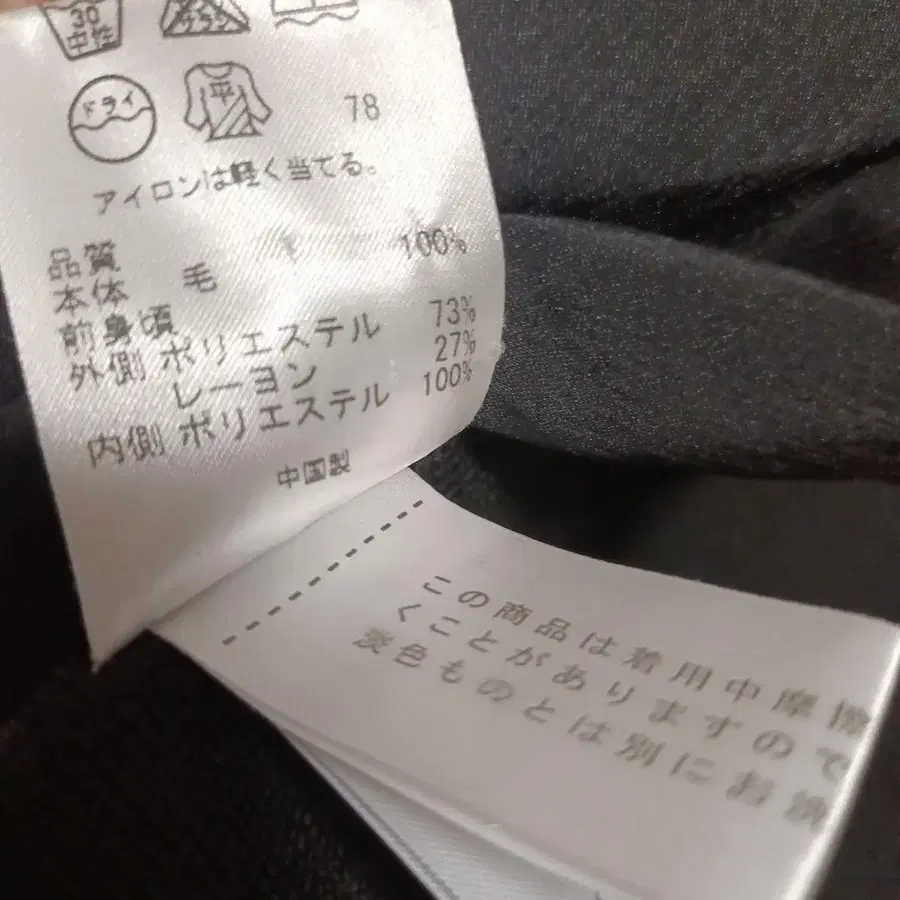 30
中性
ドライ
平
78
アイロンは軽く当てる。
品質
本体 毛 100%
前身頃
外側 ポリエステル 73%
レーヨン 27%
内側 ポリエステル 100%
中国製
この商品は着用中摩擦
くことがありますので
淡色ものとは別にお洗